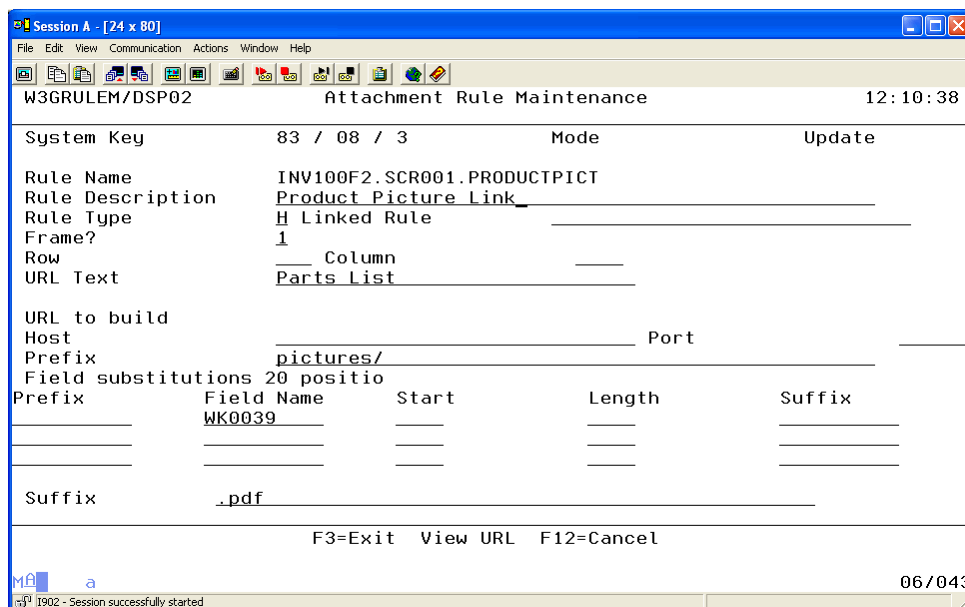 Session A - [24 x 80]
File Edit View Communication Actions Window Help
W3GRULEM/DSP02 Attachment Rule Maintenance 12:10:38
System Key 83 / 08 / 3 Mode Update
Rule Name INV100F2.SCR001.PRODUCTPICT
Rule Description Product Picture Link
Rule Type H Linked Rule
Frame? 1
Row Column
URL Text Parts List
URL to build
Host Port
Prefix pictures/
Field substitutions 20 positio
Prefix Field Name Start Length Suffix
WK0039
Suffix .pdf
F3=Exit View URL F12=Cancel
MA a 06/043
I902 - Session successfully started